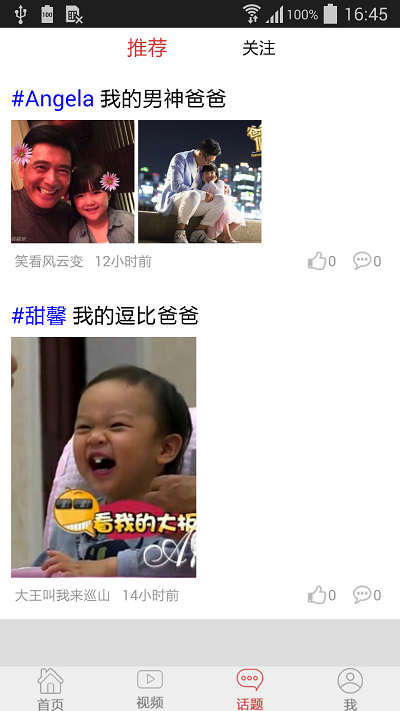 100 100% 16:45
推荐 关注
#Angela 我的男神爸爸
笑看风云变 12小时前 0 0
#甜馨 我的逗比爸爸
看我的大板
大王叫我来巡山 14小时前 0 0
首页 视频 话题 我